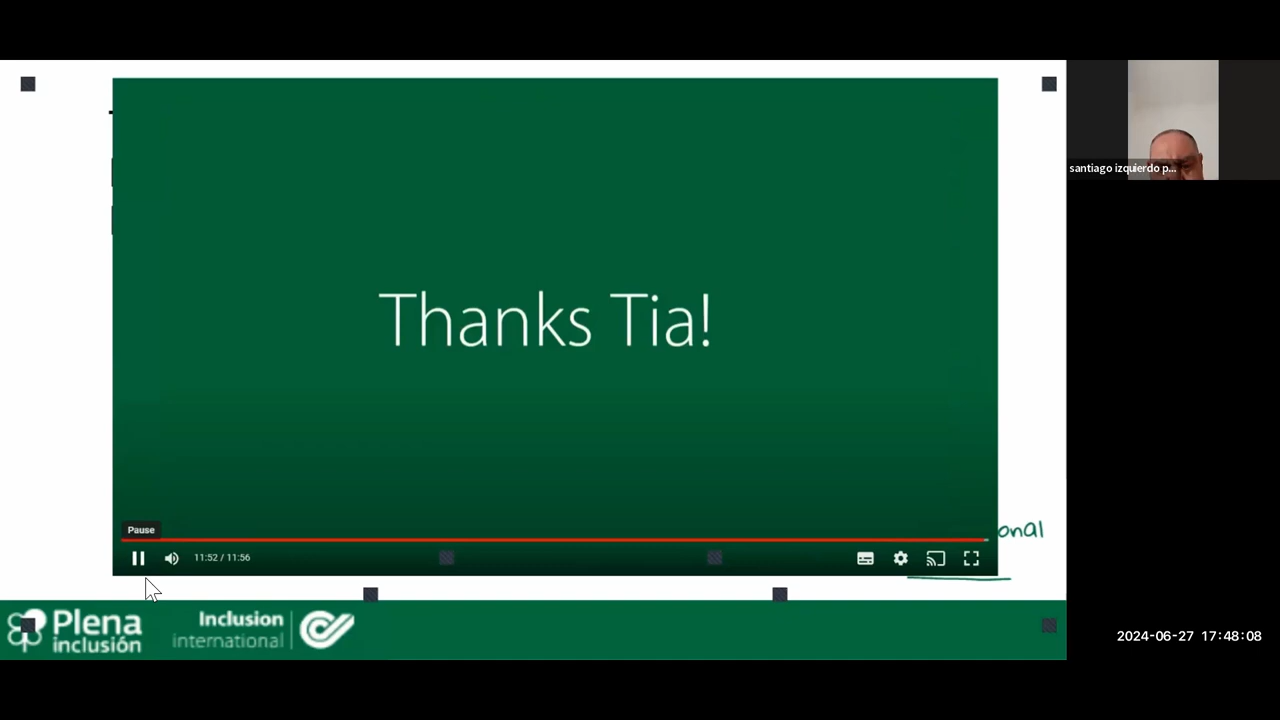 santiago izquierdo p...
Thanks Tia!
Pause
onal
11:52 / 11:56
Plena
inclusión
Inclusion
international
2024-06-27 17:48:08